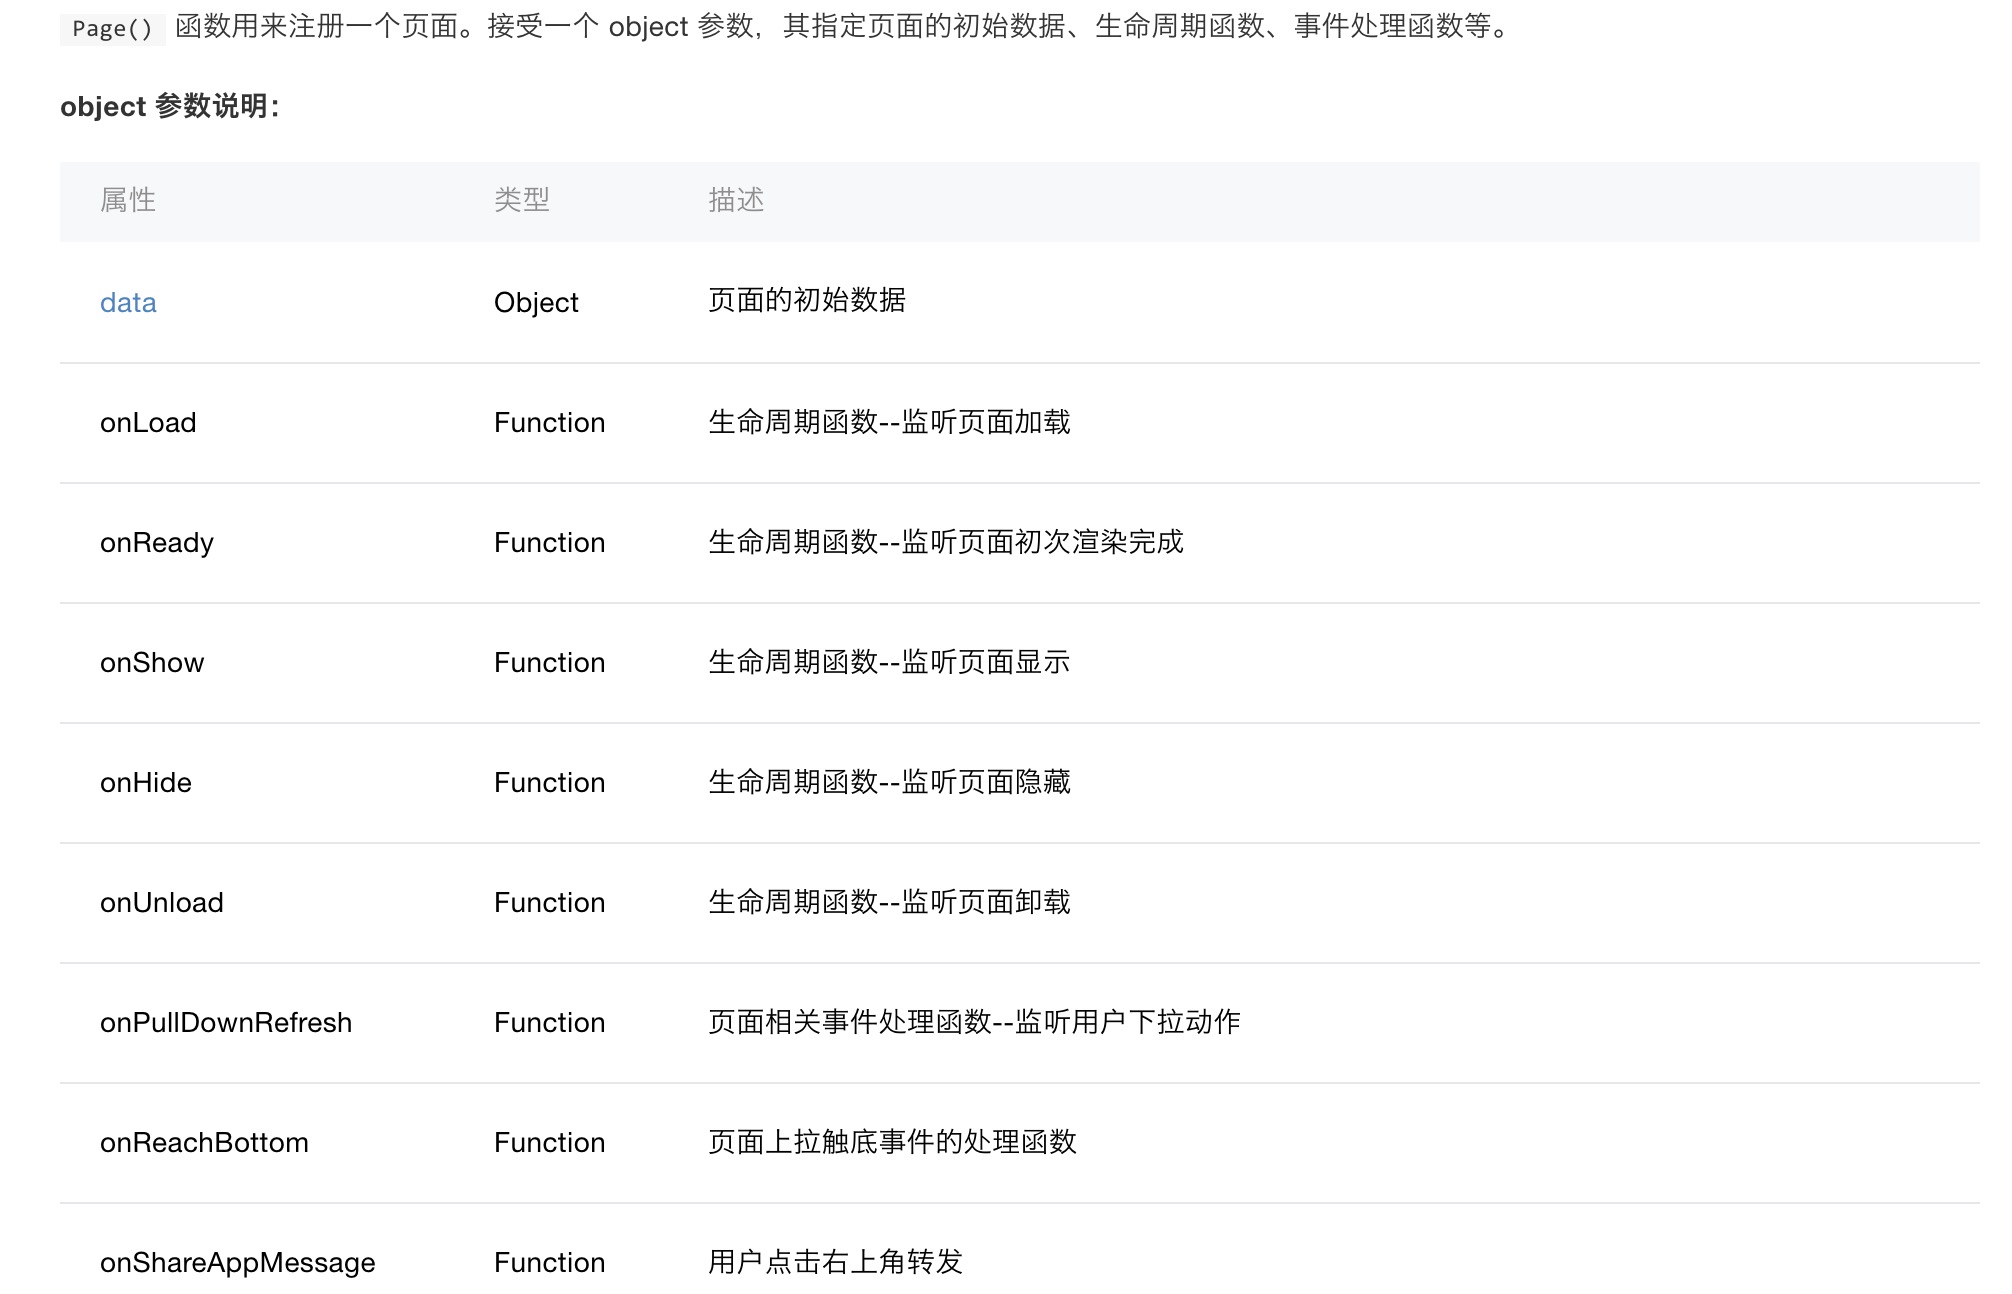 Page() 函数用来注册一个页面。接受一个 object 参数，其指定页面的初始数据、生命周期函数、事件处理函数等。
object 参数说明：
属性 类型 描述
data Object 页面的初始数据
onLoad Function 生命周期函数--监听页面加载
onReady Function 生命周期函数--监听页面初次渲染完成
onShow Function 生命周期函数--监听页面显示
onHide Function 生命周期函数--监听页面隐藏
onUnload Function 生命周期函数--监听页面卸载
onPullDownRefresh Function 页面相关事件处理函数--监听用户下拉动作
onReachBottom Function 页面上拉触底事件的处理函数
onShareAppMessage Function 用户点击右上角转发